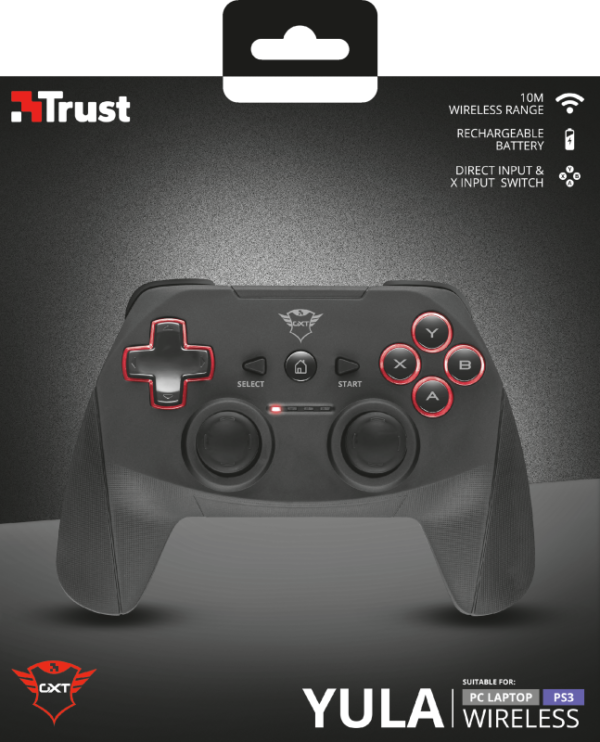 Trust
10M
WIRELESS RANGE
RECHARGEABLE
BATTERY
DIRECT INPUT &
X INPUT SWITCH
GXT
SELECT
START
Y
X
B
A
GXT
YULA
SUITABLE FOR:
PC LAPTOP PS3
WIRELESS